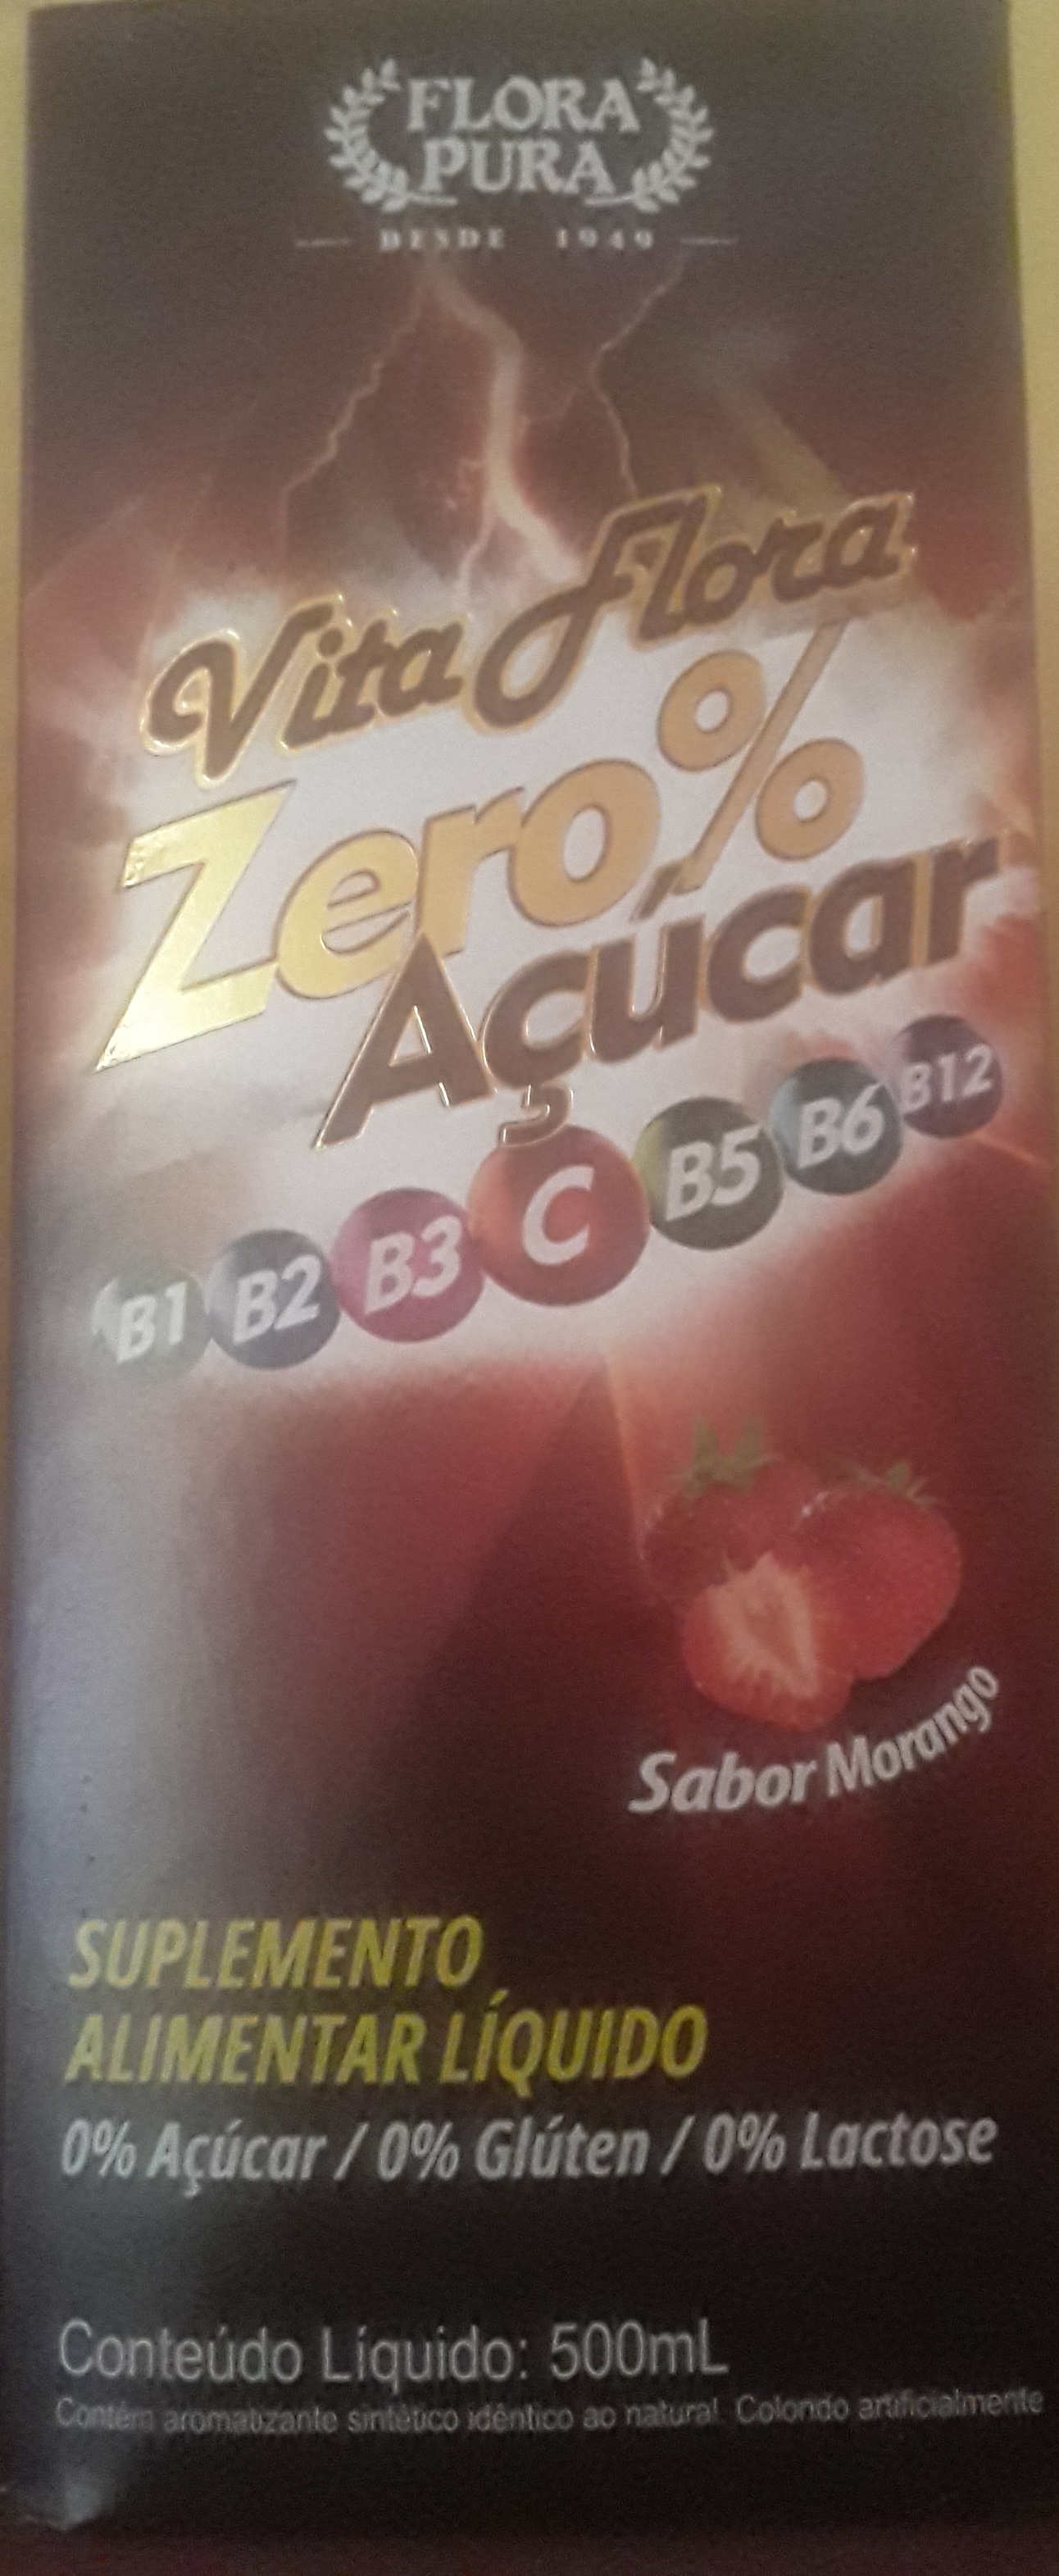 FLORA
PURA
DESDE 1949
Vita Flora
Zero%
Açúcar
B1 B2 B3 C B5 B6 B12
Sabor Morango
SUPLEMENTO
ALIMENTAR LÍQUIDO
0% Açúcar / 0% Glúten / 0% Lactose
Conteúdo Líquido: 500mL
Contém aromatizante sintético idêntico ao natural. Colorido artificialmente